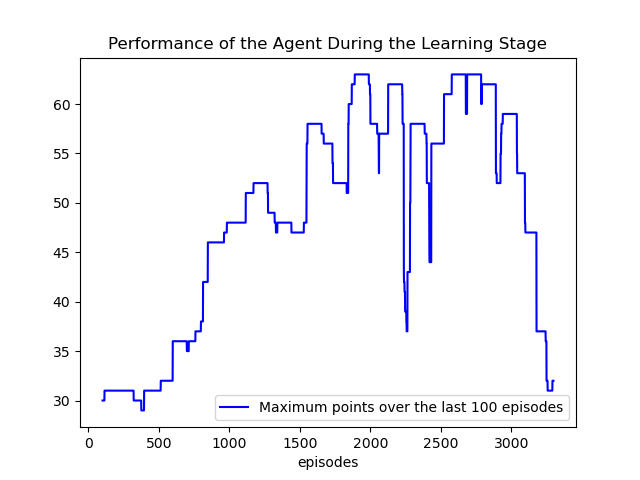 Performance of the Agent During the Learning Stage
60
55
50
45
40
35
30
Maximum points over the last 100 episodes
0 500 1000 1500 2000 2500 3000
episodes